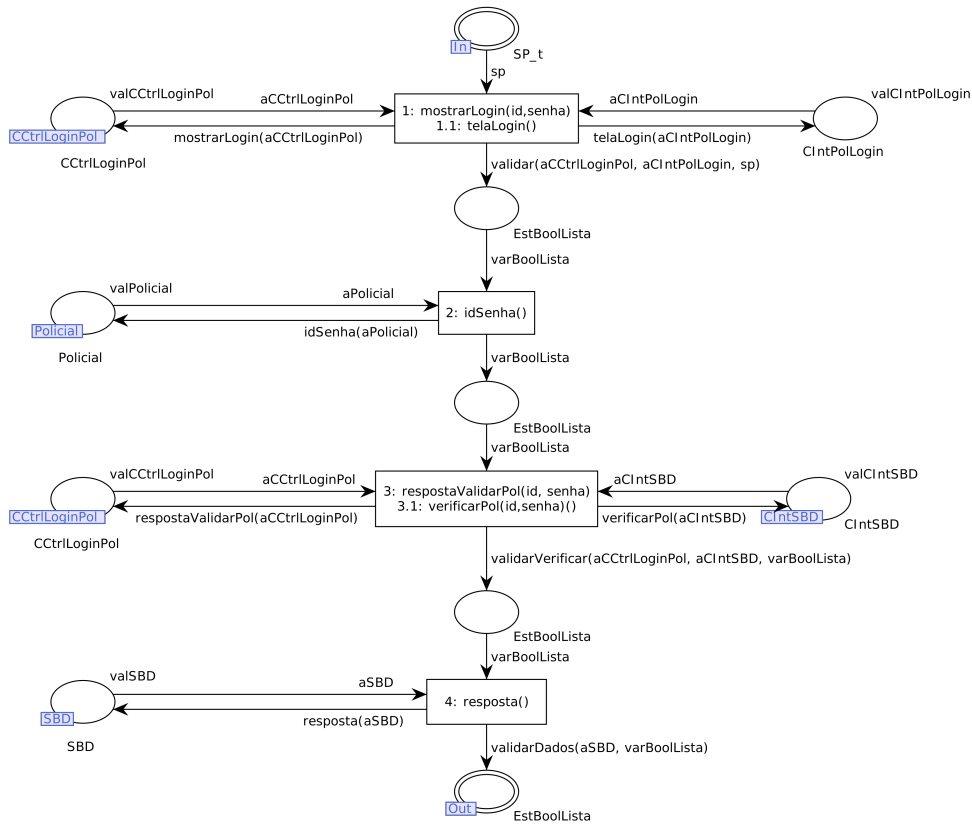 In
SP_t
sp
valCCtrlLoginPol
aCCtrlLoginPol
1: mostrarLogin(id,senha)
1.1: telaLogin()
aCIntPolLogin
valCIntPolLogin
CCtrlLoginPol
mostrarLogin(aCCtrlLoginPol)
telaLogin(aCIntPolLogin)
CIntPolLogin
CCtrlLoginPol
validar(aCCtrlLoginPol, aCIntPolLogin, sp)
EstBoolLista
varBoolLista
valPolicial
aPolicial
2: idSenha()
Policial
idSenha(aPolicial)
Policial
varBoolLista
EstBoolLista
varBoolLista
valCCtrlLoginPol
aCCtrlLoginPol
3: respostaValidarPol(id, senha)
3.1: verificarPol(id,senha)()
aCIntSBD
valCIntSBD
CCtrlLoginPol
respostaValidarPol(aCCtrlLoginPol)
verificarPol(aCIntSBD)
CIntSBD
CIntSBD
CCtrlLoginPol
validarVerificar(aCCtrlLoginPol, aCIntSBD, varBoolLista)
EstBoolLista
varBoolLista
valSBD
aSBD
4: resposta()
SBD
resposta(aSBD)
SBD
validarDados(aSBD, varBoolLista)
Out
EstBoolLista